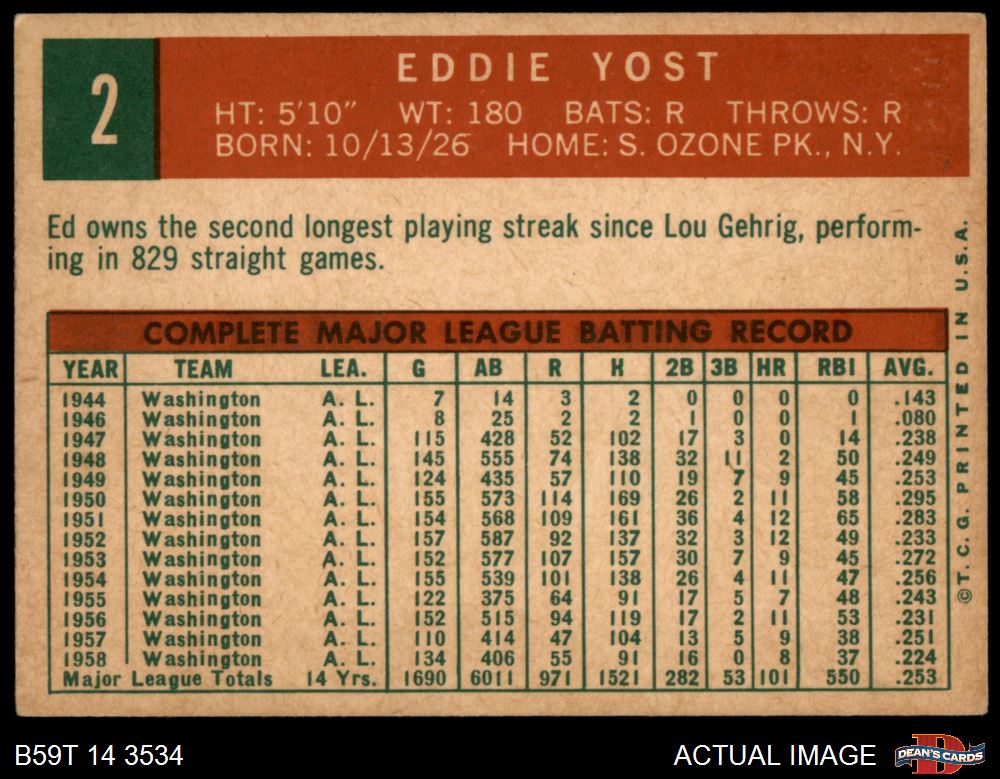 2
EDDIE YOST
HT: 5'10" WT: 180 BATS: R THROWS: R
BORN: 10/13/26 HOME: S. OZONE PK., N.Y.
Ed owns the second longest playing streak since Lou Gehrig, perform-
ing in 829 straight games.
COMPLETE MAJOR LEAGUE BATTING RECORD
YEAR TEAM LEA. G AB R H 2B 3B HR RBI AVG.
1944 Washington A. L. 7 14 3 2 0 0 0 0 .143
1946 Washington A. L. 8 25 2 2 1 0 0 1 .080
1947 Washington A. L. 115 428 52 102 17 3 0 14 .238
1948 Washington A. L. 145 555 74 138 32 11 2 50 .249
1949 Washington A. L. 124 435 57 110 19 7 9 45 .253
1950 Washington A. L. 155 573 114 169 26 2 11 58 .295
1951 Washington A. L. 154 568 109 161 36 4 12 65 .283
1952 Washington A. L. 157 587 92 137 32 3 12 49 .233
1953 Washington A. L. 152 577 107 157 30 7 9 45 .272
1954 Washington A. L. 155 539 101 138 26 4 11 47 .256
1955 Washington A. L. 122 375 64 91 17 5 7 48 .243
1956 Washington A. L. 152 515 94 119 17 2 11 53 .231
1957 Washington A. L. 110 414 47 104 13 5 9 38 .251
1958 Washington A. L. 134 406 55 91 16 0 8 37 .224
Major League Totals 14 Yrs. 1690 6011 971 1521 282 53 101 550 .253
©T. C. G. PRINTED IN U.S.A.
B59T 14 3534
ACTUAL IMAGE
D
DEAN'S CARDS